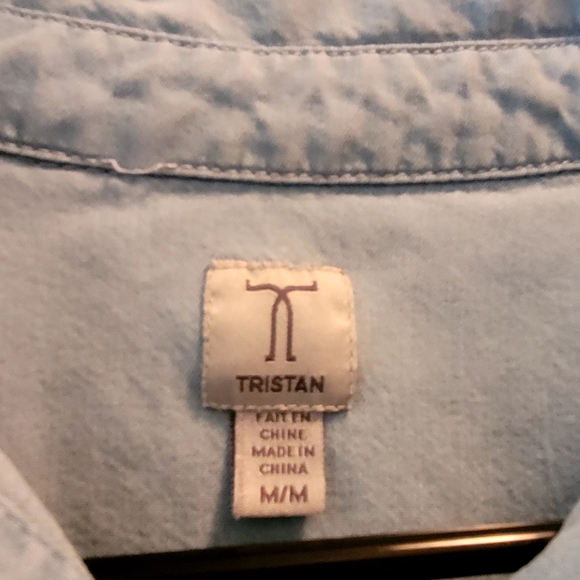 TRISTAN
FAIT EN
CHINE
MADE IN
CHINA
M/M